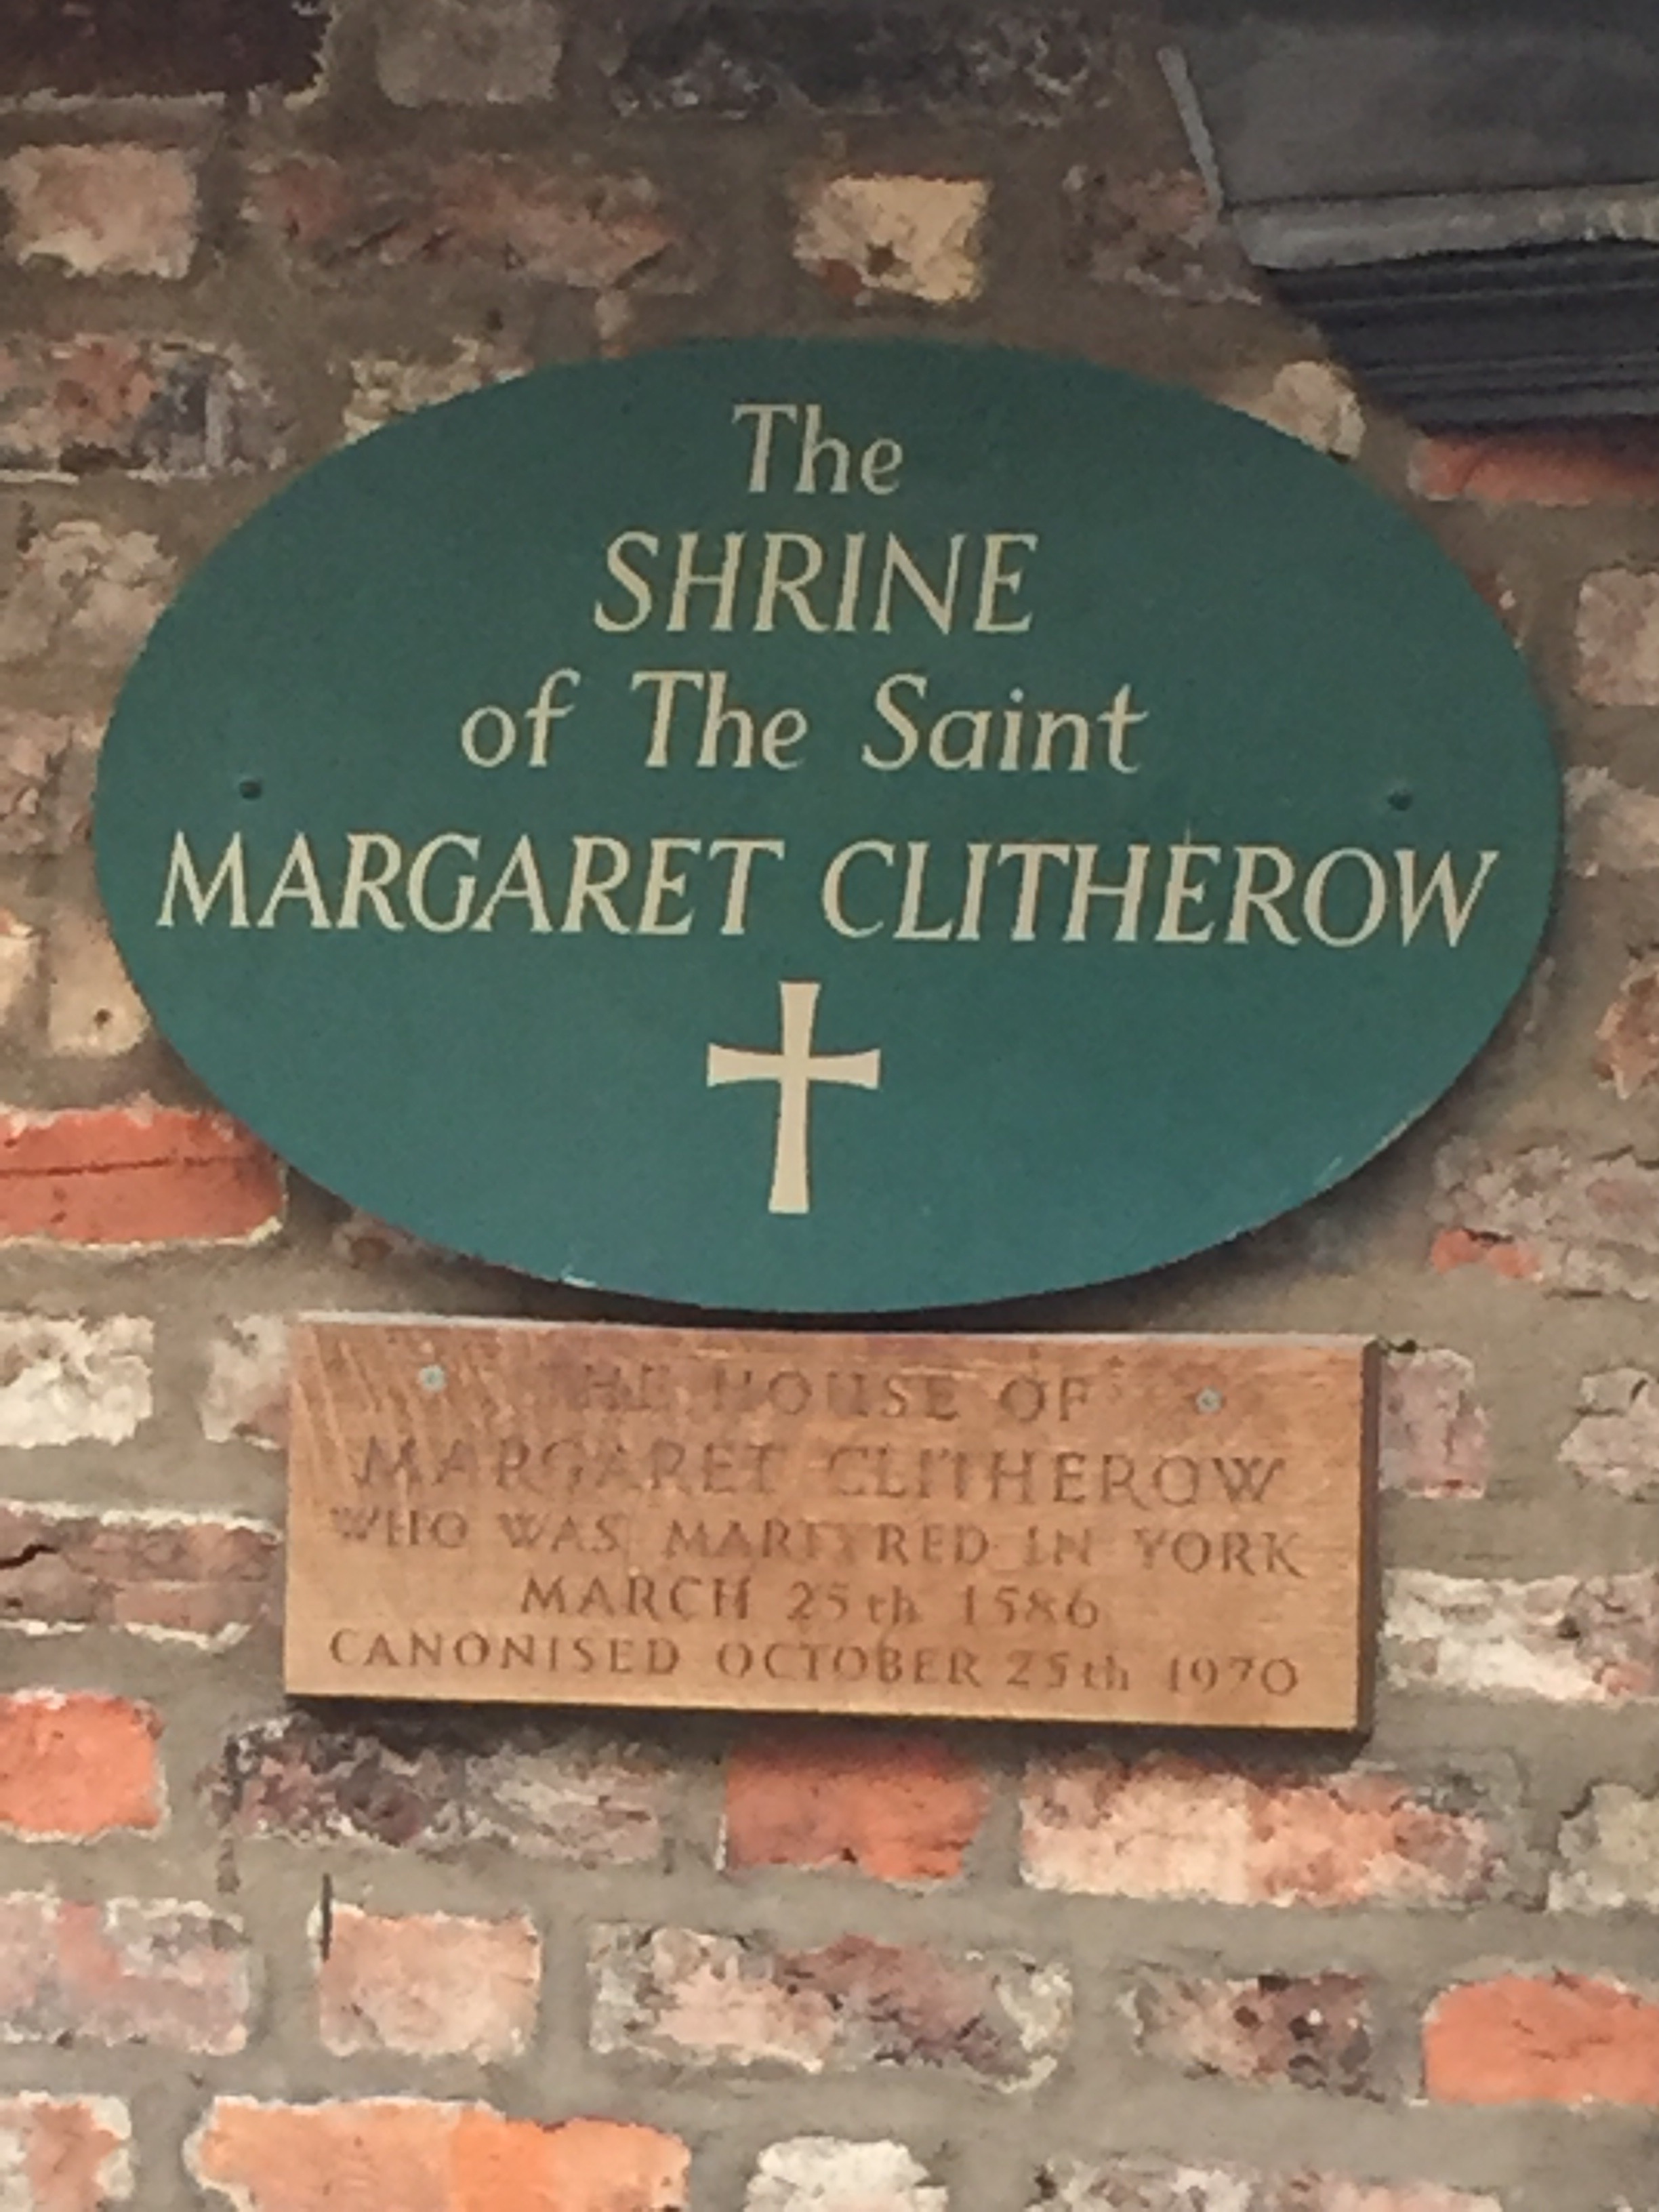 The
SHRINE
of The Saint
MARGARET CLITHEROW
THE HOUSE OF
MARGARET CLITHEROW
WHO WAS MARTYRED IN YORK
MARCH 25th 1586
CANONISED OCTOBER 25th 1970